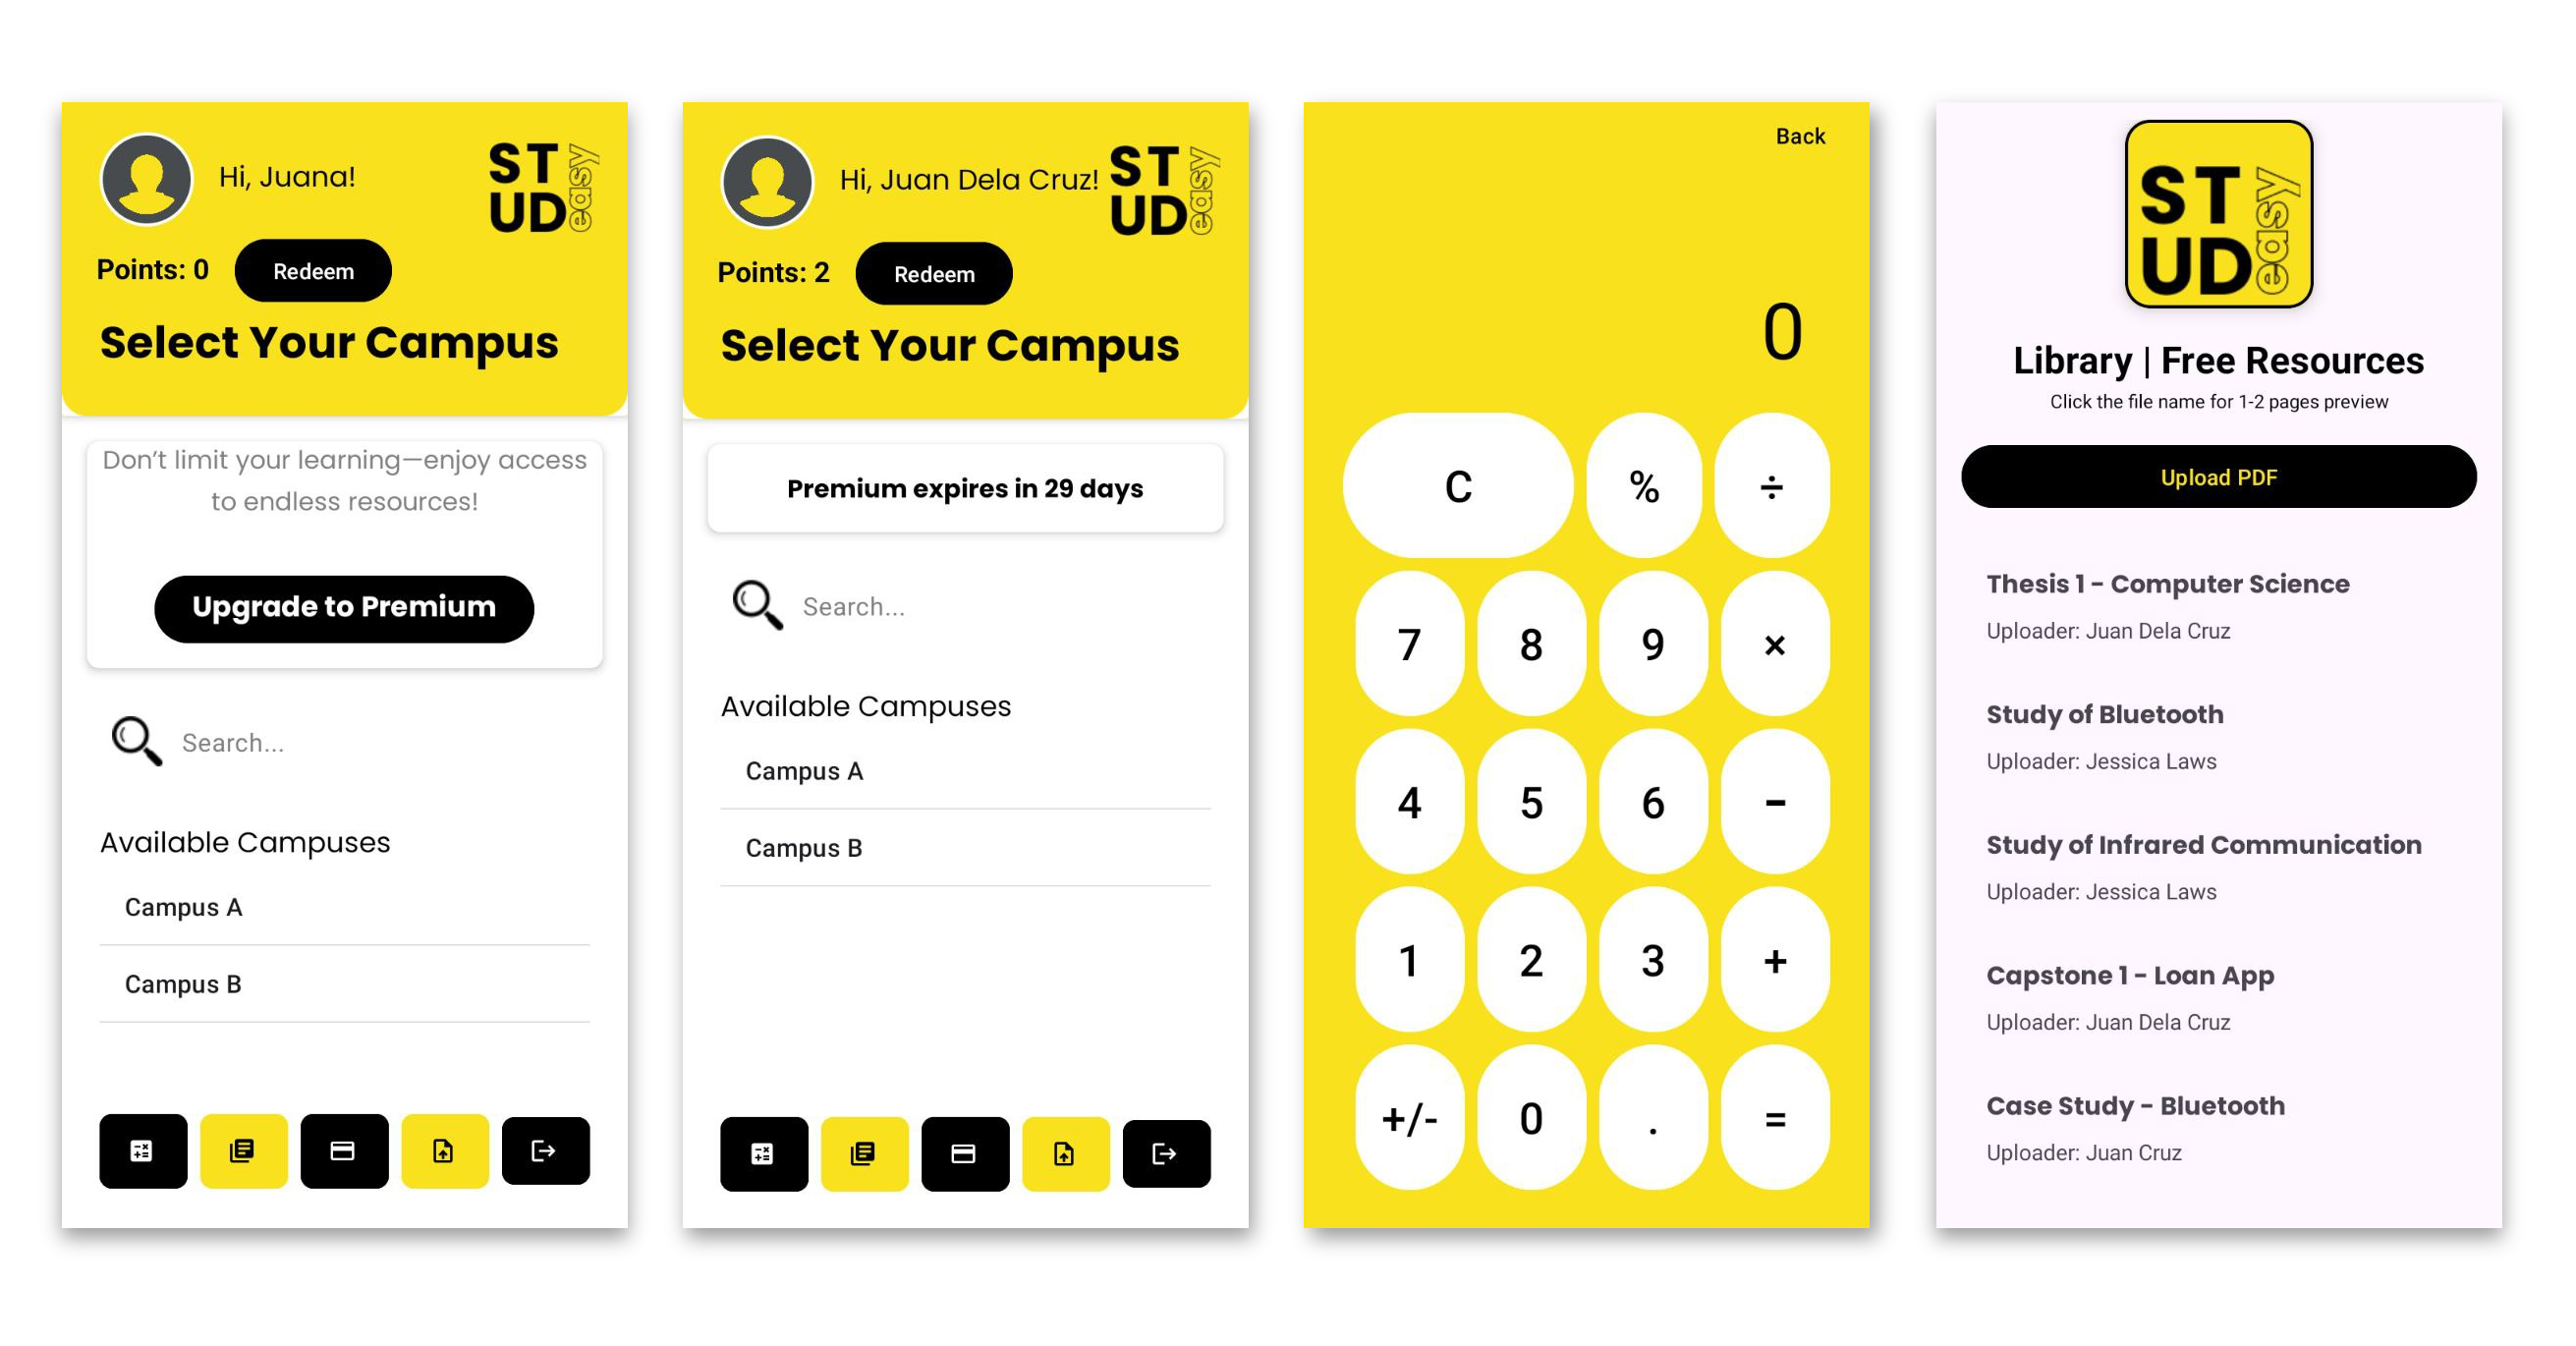 Hi, Juana!
ST
UD
easy
Points: 0
Redeem
Select Your Campus
Don't limit your learning—enjoy access
to endless resources!
Upgrade to Premium
Search...
Available Campuses
Campus A
Campus B
Hi, Juan Dela Cruz!
ST
UD
easy
Points: 2
Redeem
Select Your Campus
Premium expires in 29 days
Search...
Available Campuses
Campus A
Campus B
Back
0
C % ÷
7 8 9 ×
4 5 6 -
1 2 3 +
+/- 0 . =
ST
UD
easy
Library | Free Resources
Click the file name for 1-2 pages preview
Upload PDF
Thesis 1 - Computer Science
Uploader: Juan Dela Cruz
Study of Bluetooth
Uploader: Jessica Laws
Study of Infrared Communication
Uploader: Jessica Laws
Capstone 1 - Loan App
Uploader: Juan Dela Cruz
Case Study - Bluetooth
Uploader: Juan Cruz